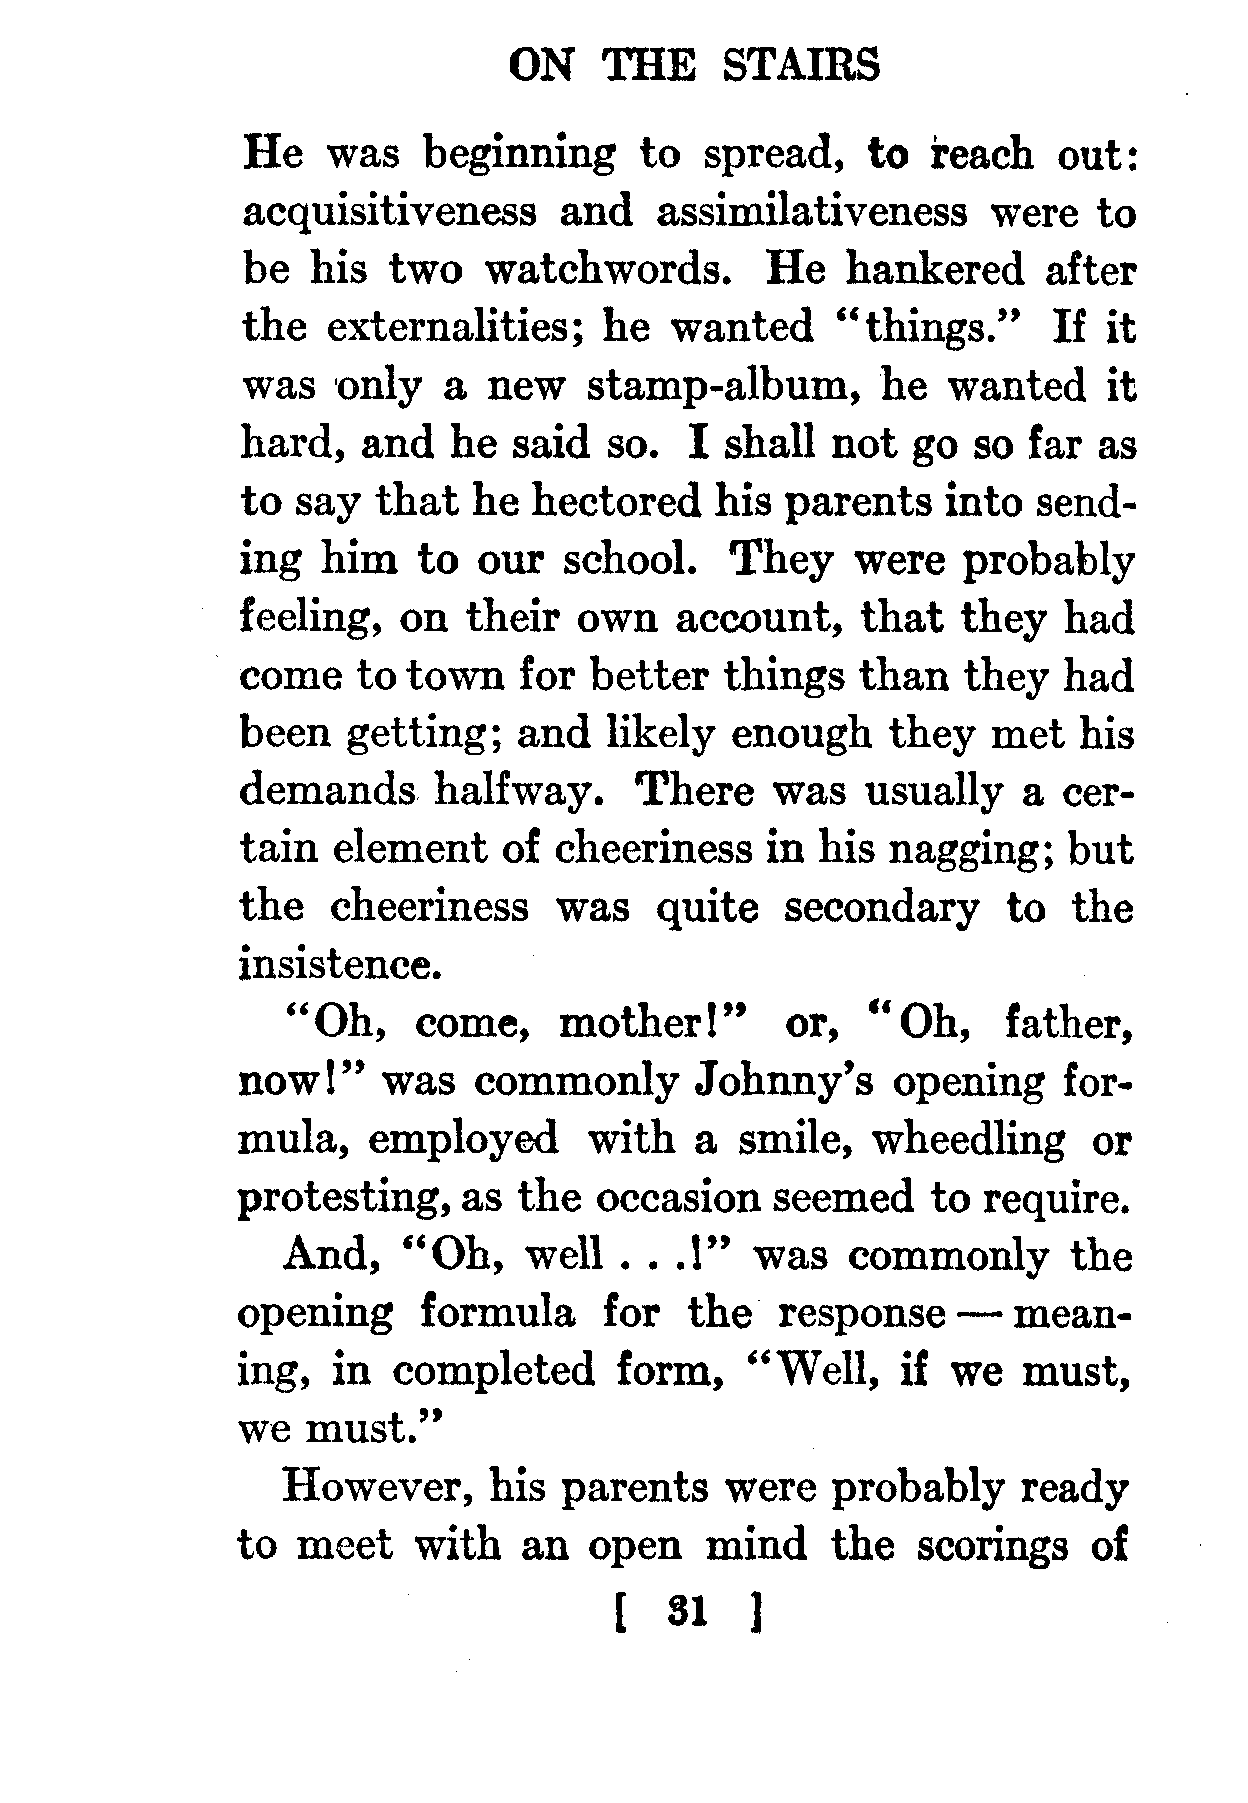 ON THE STAIRS
He was beginning to spread, to reach out:
acquisitiveness and assimilativeness were to
be his two watchwords. He hankered after
the externalities; he wanted “things.” If it
was only a new stamp-album, he wanted it
hard, and he said so. I shall not go so far as
to say that he hectored his parents into send-
ing him to our school. They were probably
feeling, on their own account, that they had
come to town for better things than they had
been getting; and likely enough they met his
demands halfway. There was usually a cer-
tain element of cheeriness in his nagging; but
the cheeriness was quite secondary to the
insistence.
“Oh, come, mother!” or, “Oh, father,
now!” was commonly Johnny’s opening for-
mula, employed with a smile, wheedling or
protesting, as the occasion seemed to require.
And, “Oh, well . . .!” was commonly the
opening formula for the response — mean-
ing, in completed form, “Well, if we must,
we must.”
However, his parents were probably ready
to meet with an open mind the scorings of
[ 31 ]